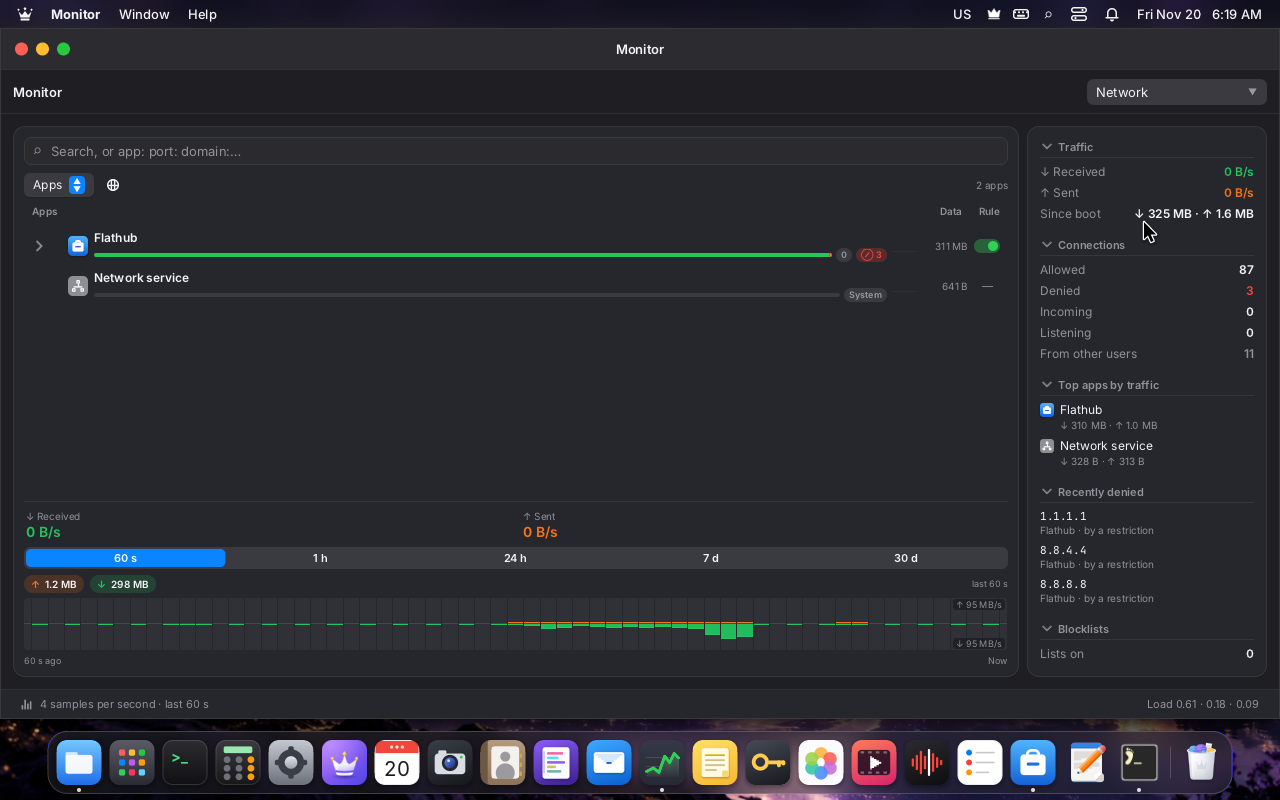 Monitor Window Help US Fri Nov 20 6:19 AM
Monitor
Monitor Network
Search, or app: port: domain:...
Apps 2 apps
Apps Data Rule
Flathub 311 MB
0 3
Network service 641 B —
System
↓ Received ↑ Sent
0 B/s 0 B/s
60 s 1 h 24 h 7 d 30 d
↑ 1.2 MB ↓ 298 MB last 60 s
↑ 95 MB/s
↓ 95 MB/s
60 s ago Now
Traffic
↓ Received 0 B/s
↑ Sent 0 B/s
Since boot ↓ 325 MB · ↑ 1.6 MB
Connections
Allowed 87
Denied 3
Incoming 0
Listening 0
From other users 11
Top apps by traffic
Flathub
↓ 310 MB · ↑ 1.0 MB
Network service
↓ 328 B · ↑ 313 B
Recently denied
1.1.1.1
Flathub · by a restriction
8.8.4.4
Flathub · by a restriction
8.8.8.8
Flathub · by a restriction
Blocklists
Lists on 0
4 samples per second · last 60 s Load 0.61 · 0.18 · 0.09
20